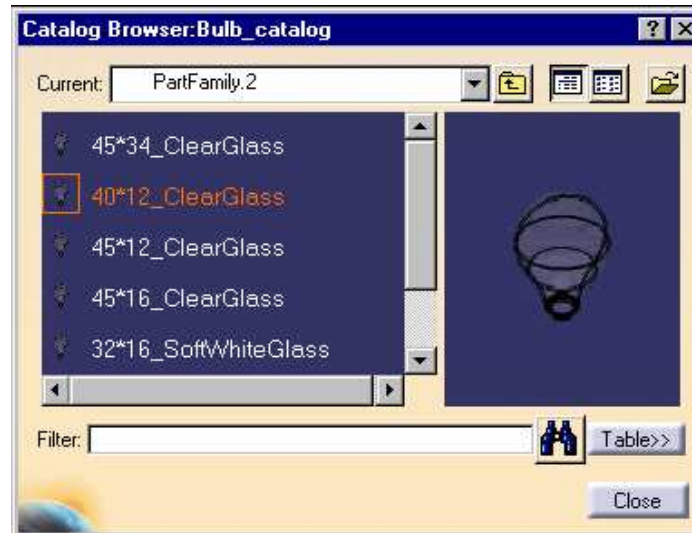 Catalog Browser:Bulb_catalog
Current: PartFamily.2
45*34_ClearGlass
40*12_ClearGlass
45*12_ClearGlass
45*16_ClearGlass
32*16_SoftWhiteGlass
Filter: Table>>
Close